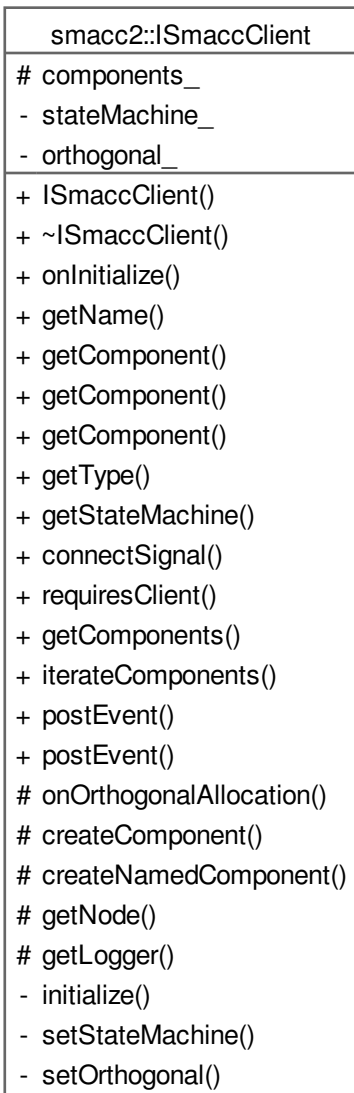 smacc2::ISmaccClient
# components_
- stateMachine_
- orthogonal_
+ ISmaccClient()
+ ~ISmaccClient()
+ onInitialize()
+ getName()
+ getComponent()
+ getComponent()
+ getComponent()
+ getType()
+ getStateMachine()
+ connectSignal()
+ requiresClient()
+ getComponents()
+ iterateComponents()
+ postEvent()
+ postEvent()
# onOrthogonalAllocation()
# createComponent()
# createNamedComponent()
# getNode()
# getLogger()
- initialize()
- setStateMachine()
- setOrthogonal()